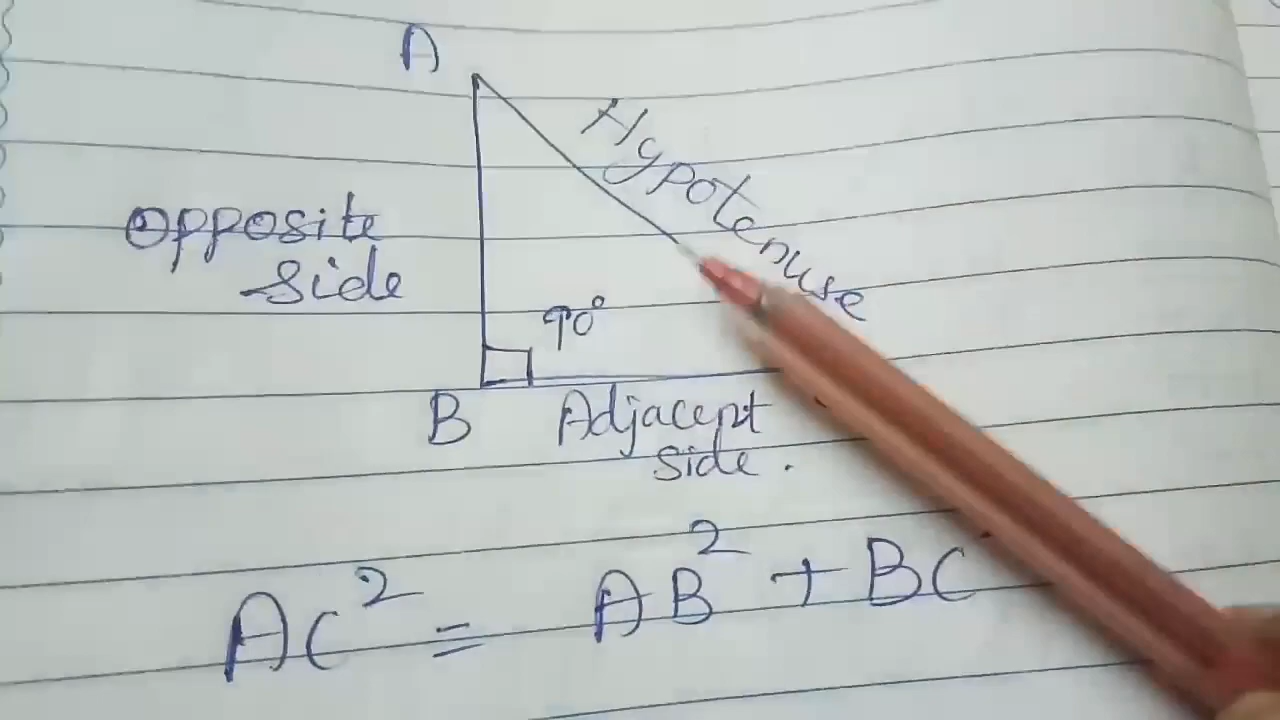 A
Hypotenuse
Opposite
Side
90°
B
Adjacent
Side.
AC² = AB² + BC